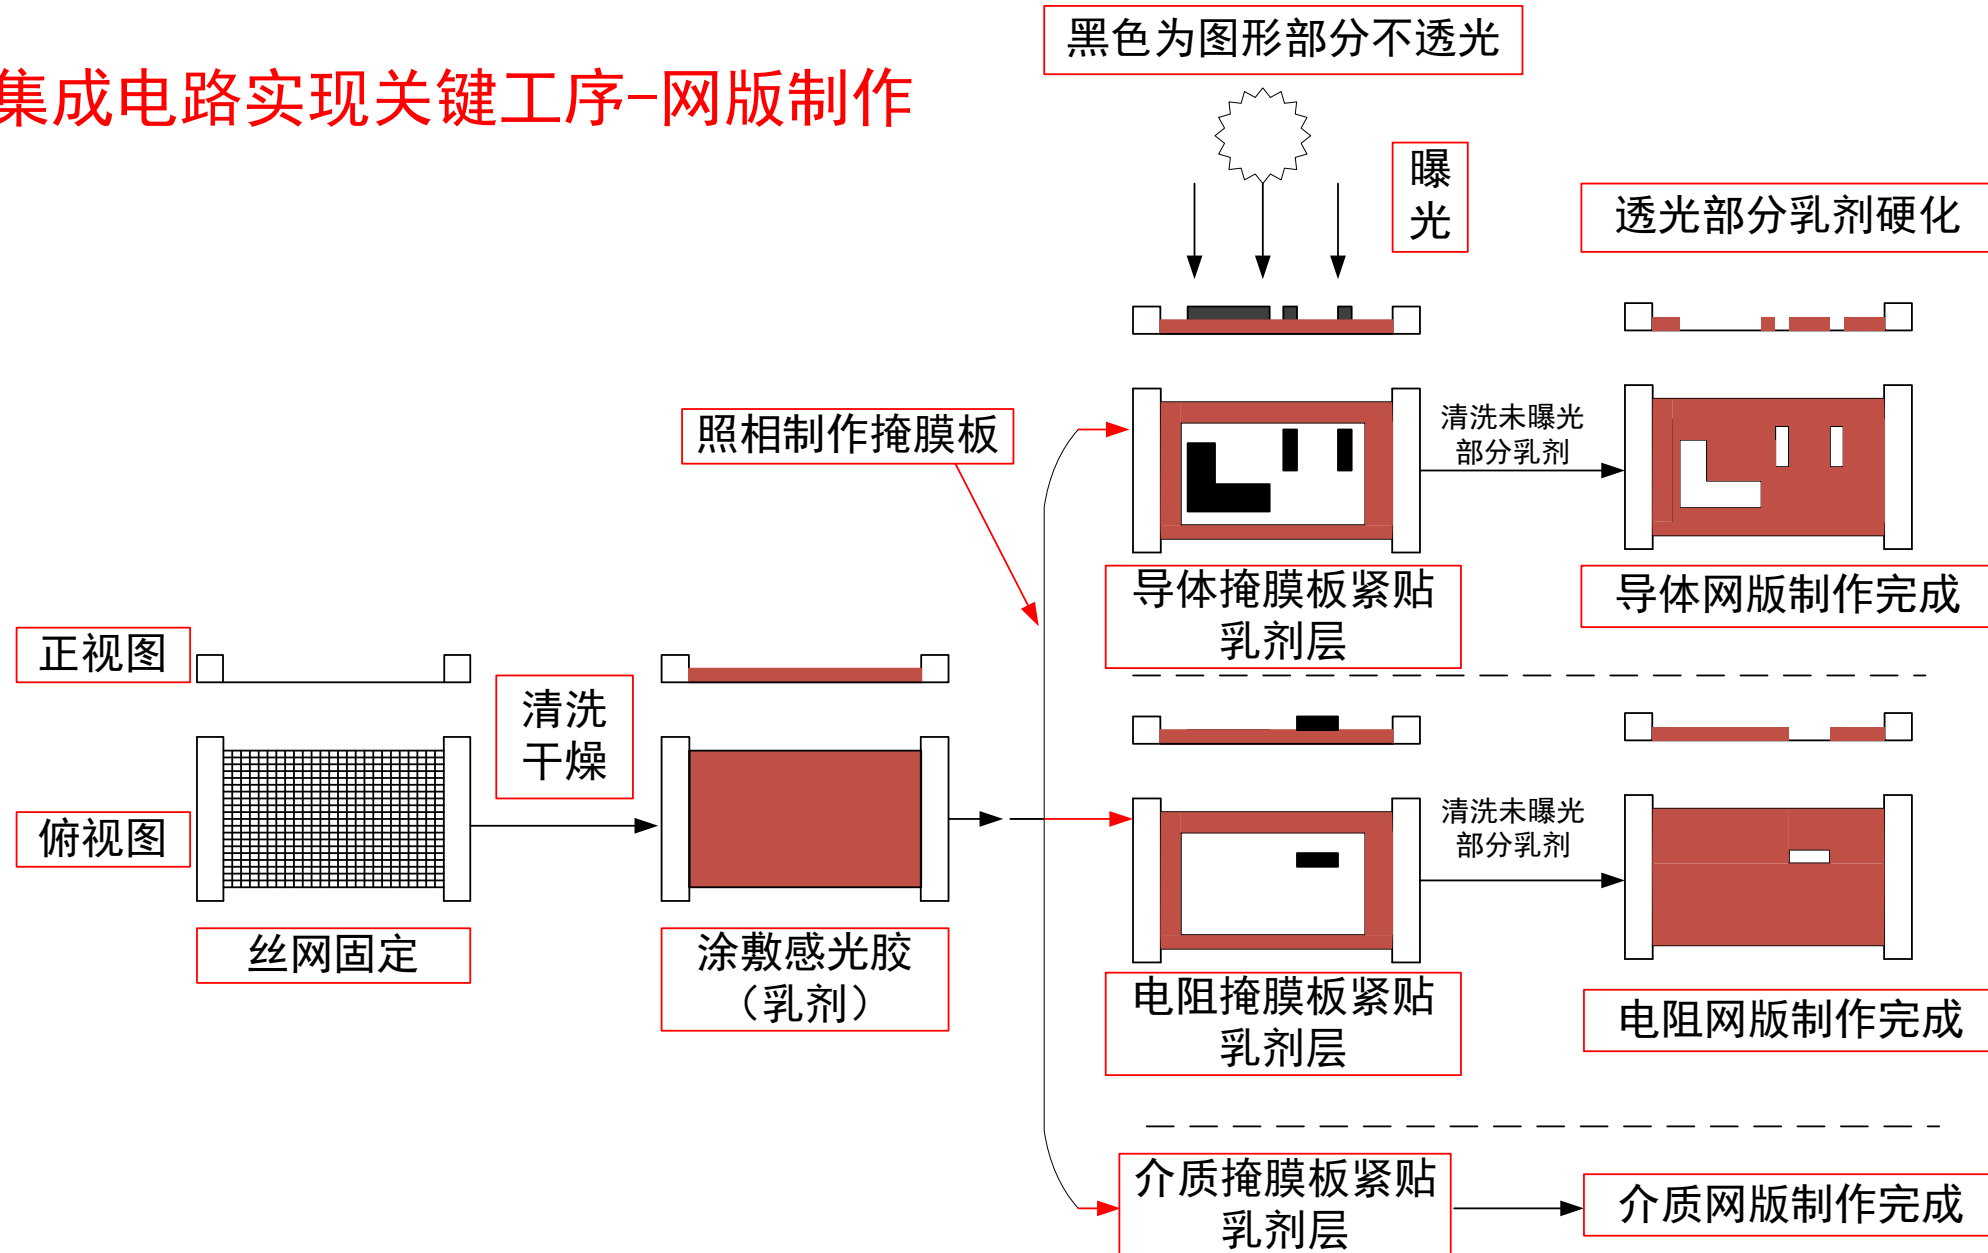 集成电路实现关键工序-网版制作
黑色为图形部分不透光
曝
光
透光部分乳剂硬化
照相制作掩膜板
清洗未曝光
部分乳剂
导体掩膜板紧贴
乳剂层
导体网版制作完成
正视图
清洗
干燥
俯视图
清洗未曝光
部分乳剂
丝网固定
涂敷感光胶
（乳剂）
电阻掩膜板紧贴
乳剂层
电阻网版制作完成
介质掩膜板紧贴
乳剂层
介质网版制作完成